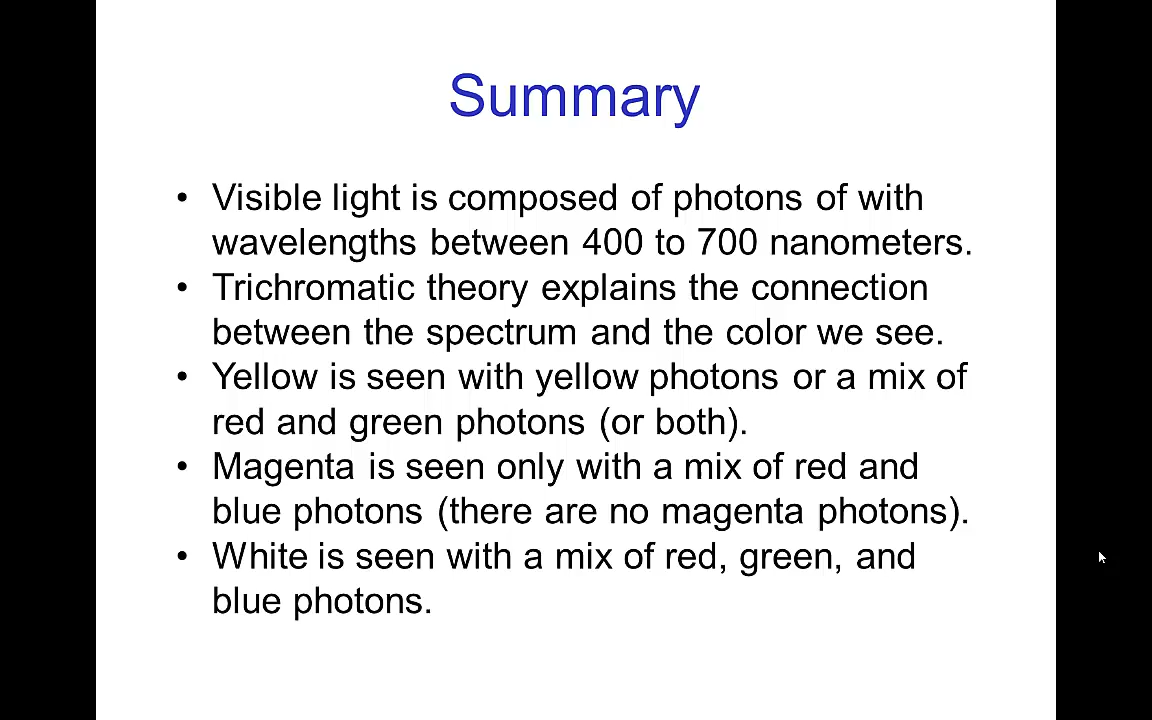 Summary
• Visible light is composed of photons of with
wavelengths between 400 to 700 nanometers.
• Trichromatic theory explains the connection
between the spectrum and the color we see.
• Yellow is seen with yellow photons or a mix of
red and green photons (or both).
• Magenta is seen only with a mix of red and
blue photons (there are no magenta photons).
• White is seen with a mix of red, green, and
blue photons.